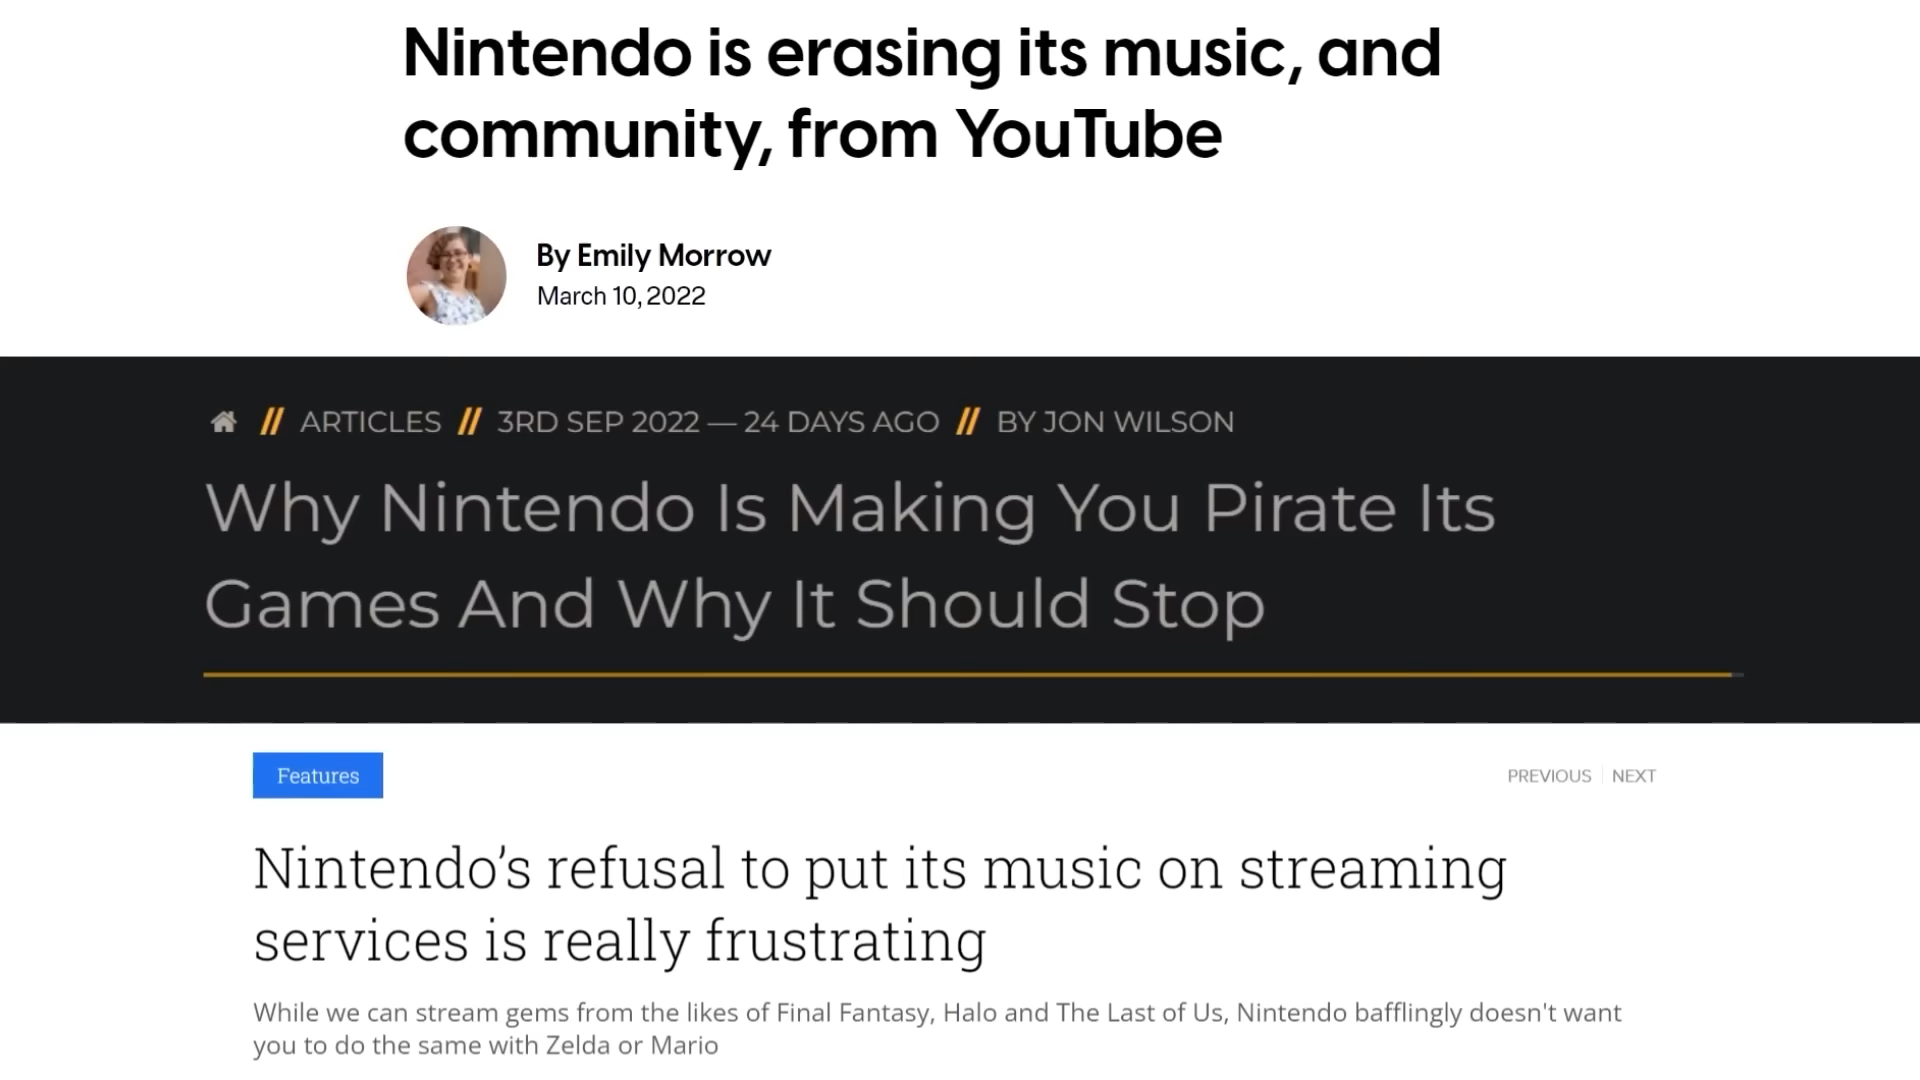 Nintendo is erasing its music, and
community, from YouTube
By Emily Morrow
March 10, 2022
// ARTICLES // 3RD SEP 2022 — 24 DAYS AGO // BY JON WILSON
Why Nintendo Is Making You Pirate Its
Games And Why It Should Stop
Features
PREVIOUS NEXT
Nintendo’s refusal to put its music on streaming
services is really frustrating
While we can stream gems from the likes of Final Fantasy, Halo and The Last of Us, Nintendo bafflingly doesn't want
you to do the same with Zelda or Mario